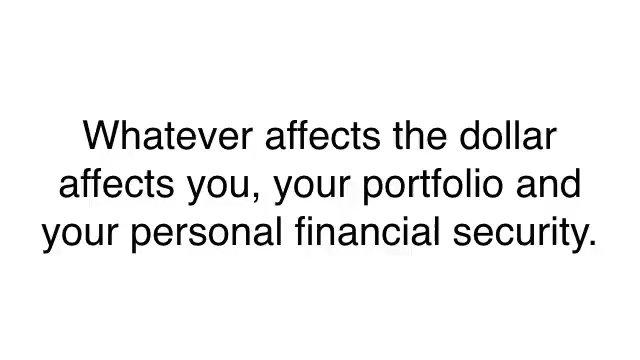 Whatever affects the dollar
affects you, your portfolio and
your personal financial security.